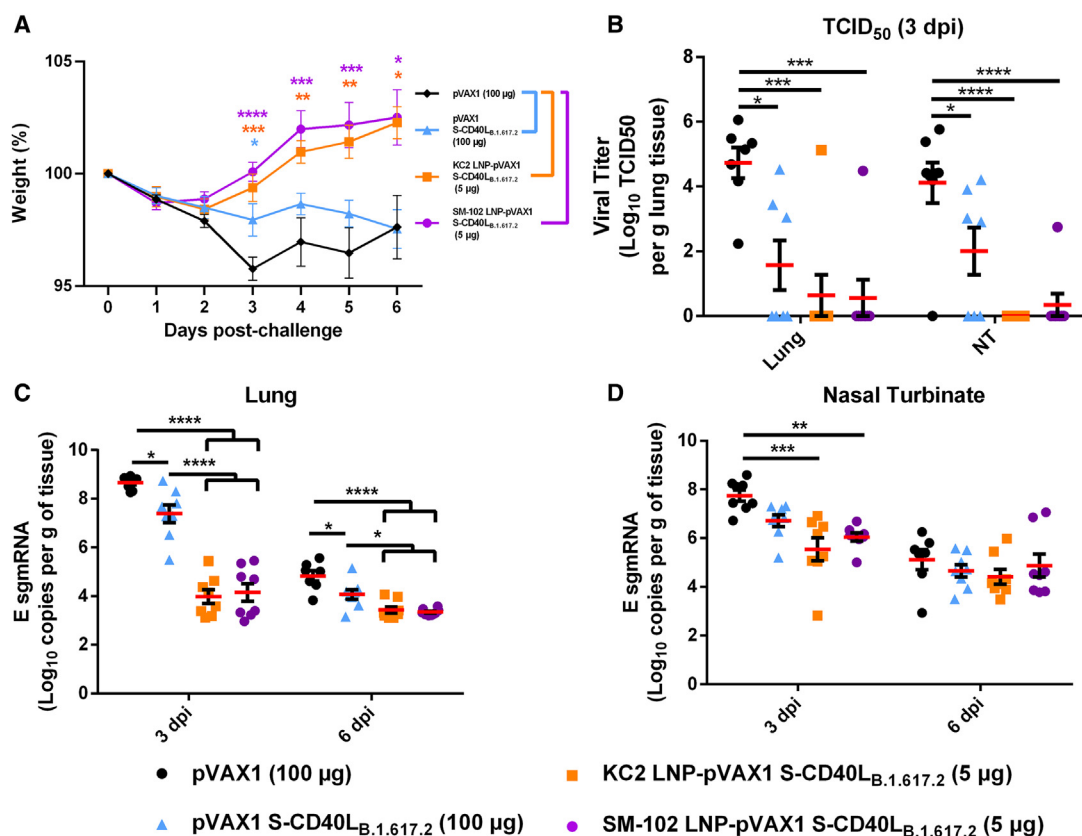 A
105
100
95
Weight (%)
0 1 2 3 4 5 6
Days post-challenge
****
***
*
***
**
***
**
*
*
pVAX1 (100 µg)
pVAX1
S-CD40L_B.1.617.2
(100 µg)
KC2 LNP-pVAX1
S-CD40L_B.1.617.2
(5 µg)
SM-102 LNP-pVAX1
S-CD40L_B.1.617.2
(5 µg)
B
TCID50 (3 dpi)
Viral Titer
(Log10 TCID50
per g lung tissue)
8
6
4
2
0
***
***
*
****
****
*
Lung NT
C
Lung
E sgmRNA
(Log10 copies per g of tissue)
10
8
6
4
2
0
****
* ****
****
* *
3 dpi 6 dpi
D
Nasal Turbinate
E sgmRNA
(Log10 copies per g of tissue)
10
8
6
4
2
0
**
***
3 dpi 6 dpi
pVAX1 (100 µg)
KC2 LNP-pVAX1 S-CD40L_B.1.617.2 (5 µg)
pVAX1 S-CD40L_B.1.617.2 (100 µg)
SM-102 LNP-pVAX1 S-CD40L_B.1.617.2 (5 µg)